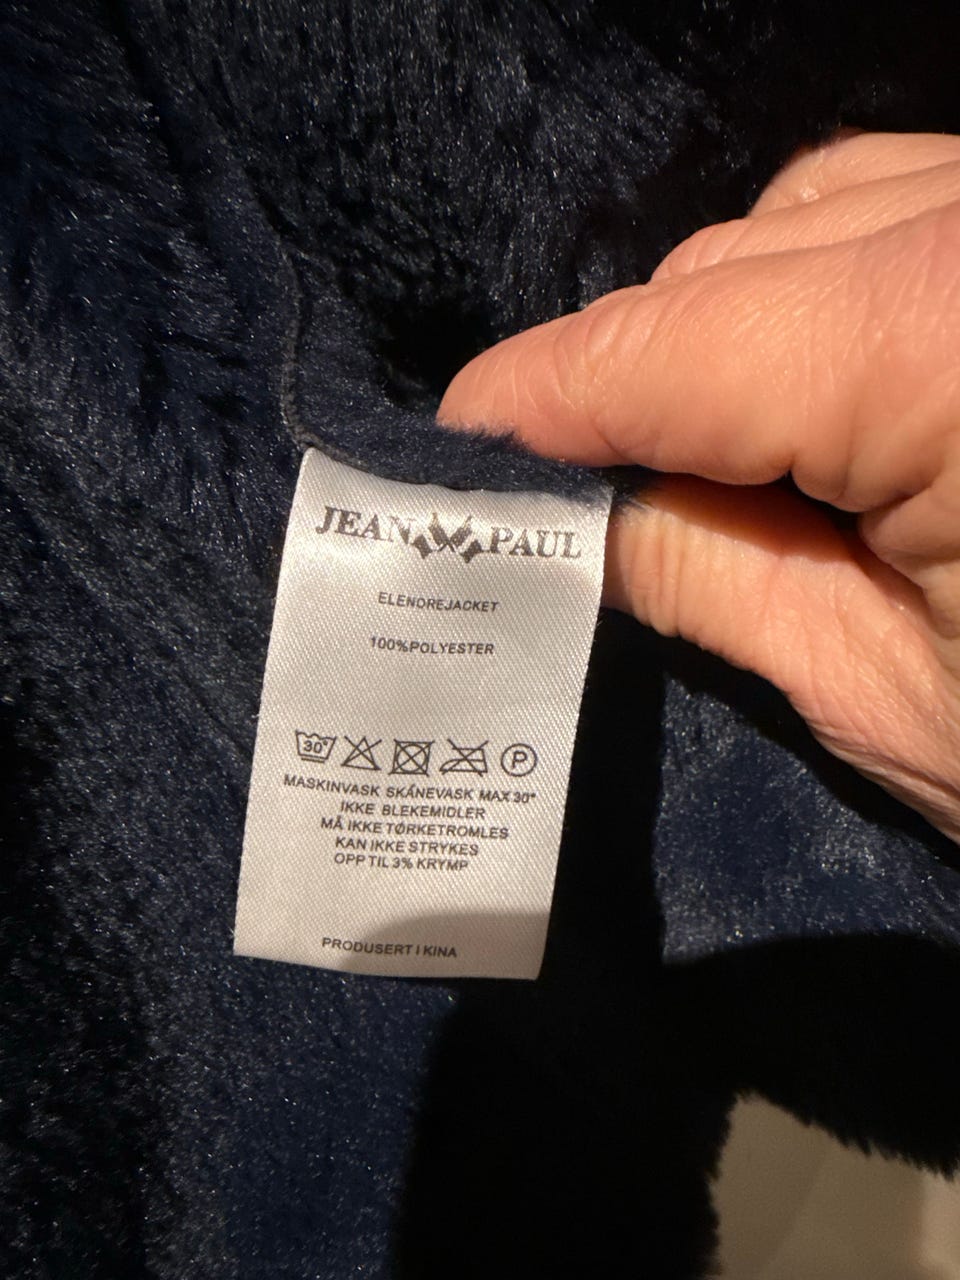 JEAN PAUL
ELENOREJACKET
100%POLYESTER
30° P
MASKINVASK SKÅNEVASK MAX 30°
IKKE BLEKEMIDLER
MÅ IKKE TØRKETROMLES
KAN IKKE STRYKES
OPP TIL 3% KRYMP
PRODUSERT I KINA